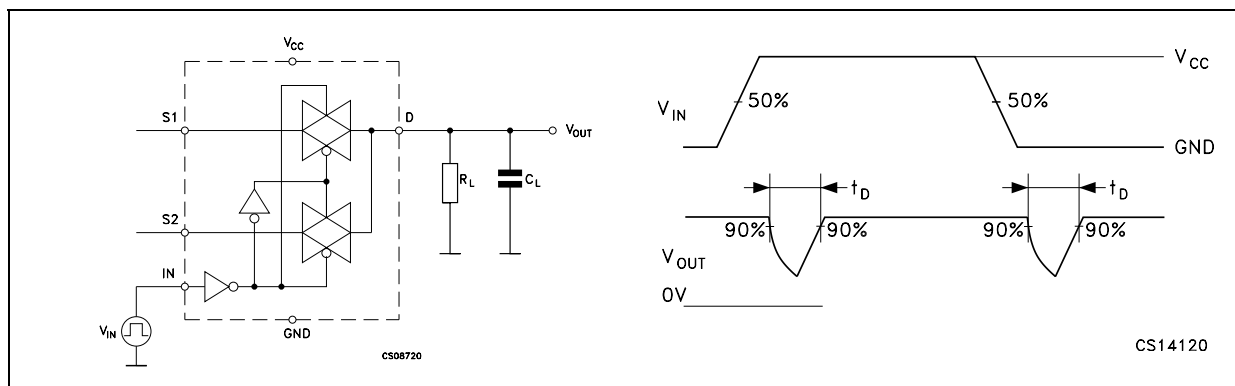 VCC
S1
D
VOUT
RL
CL
S2
IN
VIN
GND
CS08720
VCC
50%
50%
VIN
GND
tD
tD
90%
90%
90%
90%
VOUT
0V
CS14120